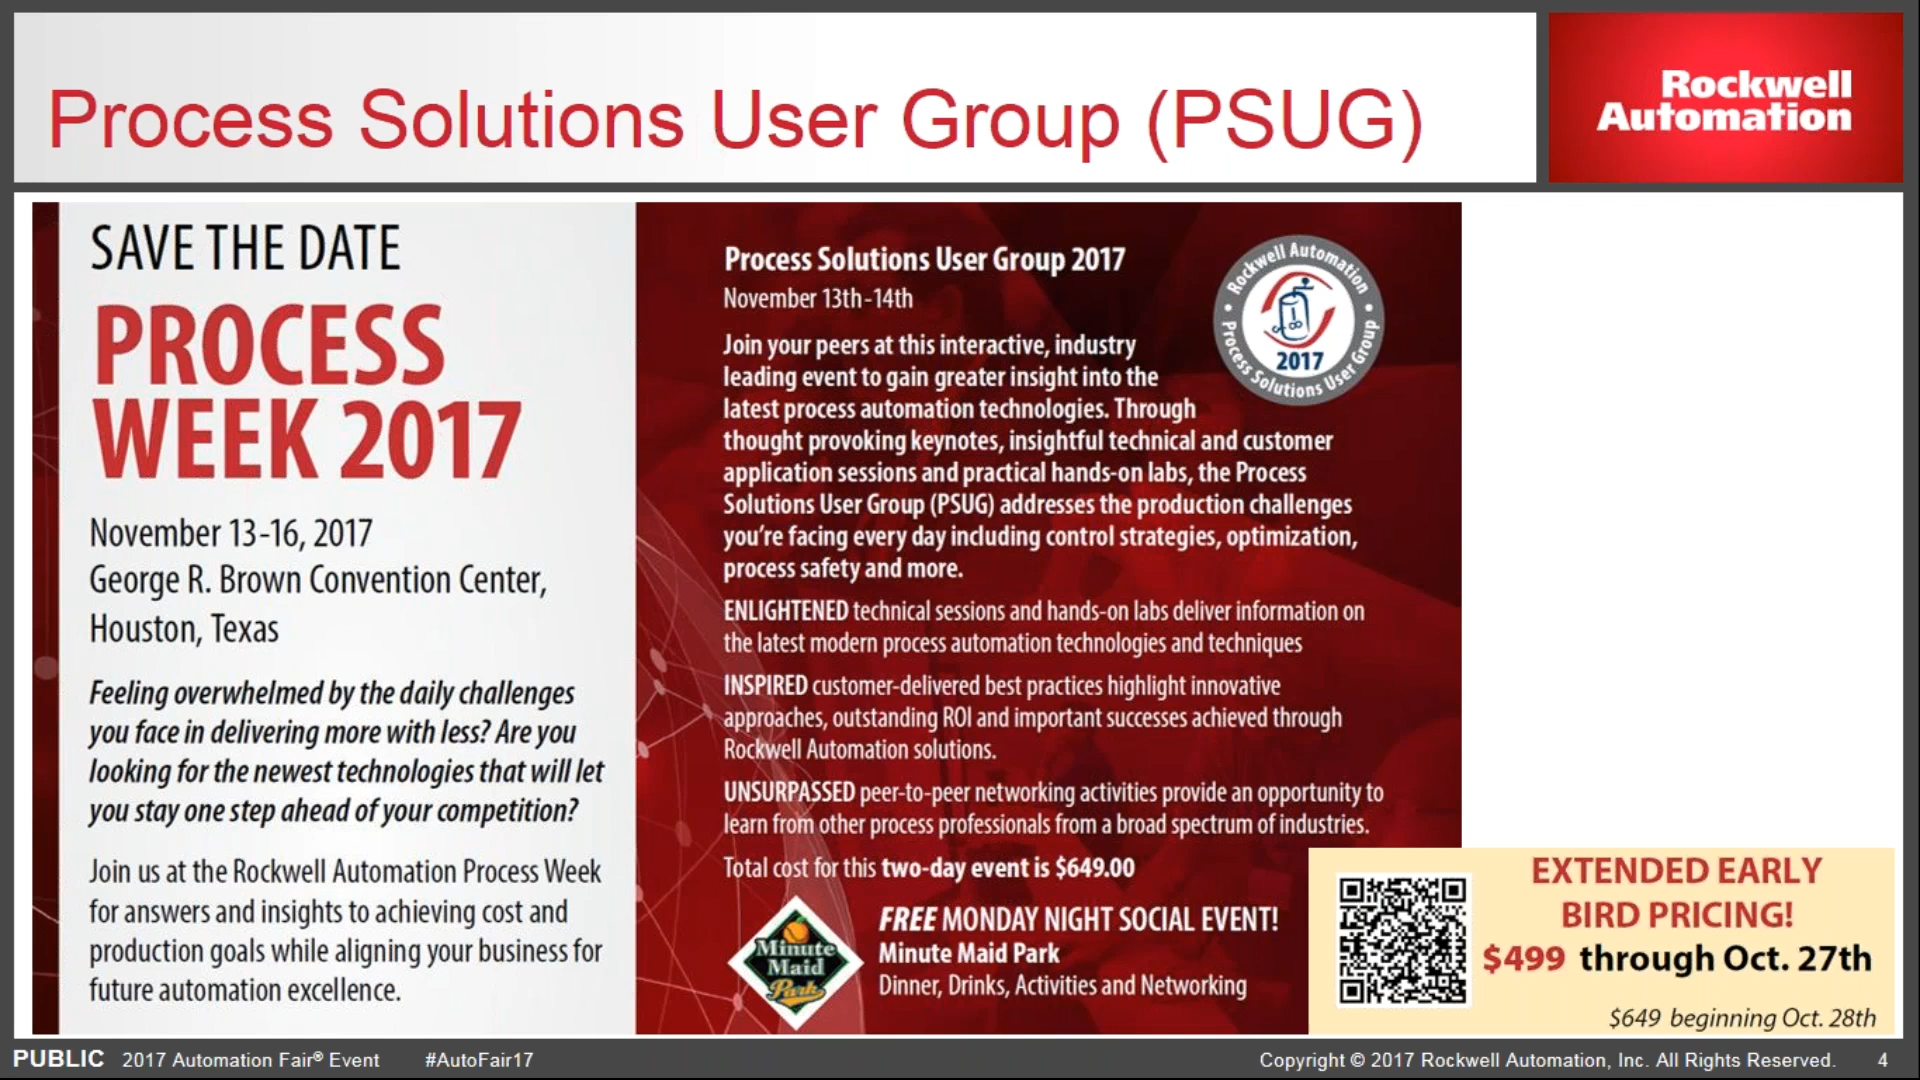 Process Solutions User Group (PSUG)
Rockwell
Automation
SAVE THE DATE
PROCESS
WEEK 2017
November 13-16, 2017
George R. Brown Convention Center,
Houston, Texas
Feeling overwhelmed by the daily challenges
you face in delivering more with less? Are you
looking for the newest technologies that will let
you stay one step ahead of your competition?
Join us at the Rockwell Automation Process Week
for answers and insights to achieving cost and
production goals while aligning your business for
future automation excellence.
Process Solutions User Group 2017
November 13th-14th
Join your peers at this interactive, industry
leading event to gain greater insight into the
latest process automation technologies. Through
thought provoking keynotes, insightful technical and customer
application sessions and practical hands-on labs, the Process
Solutions User Group (PSUG) addresses the production challenges
you're facing every day including control strategies, optimization,
process safety and more.
Rockwell Automation
2017
Process Solutions User Group
ENLIGHTENED technical sessions and hands-on labs deliver information on
the latest modern process automation technologies and techniques
INSPIRED customer-delivered best practices highlight innovative
approaches, outstanding ROI and important successes achieved through
Rockwell Automation solutions.
UNSURPASSED peer-to-peer networking activities provide an opportunity to
learn from other process professionals from a broad spectrum of industries.
Total cost for this two-day event is $649.00
Minute
Maid
Park
FREE MONDAY NIGHT SOCIAL EVENT!
Minute Maid Park
Dinner, Drinks, Activities and Networking
EXTENDED EARLY
BIRD PRICING!
$499 through Oct. 27th
$649 beginning Oct. 28th
PUBLIC 2017 Automation Fair® Event #AutoFair17
Copyright © 2017 Rockwell Automation, Inc. All Rights Reserved. 4